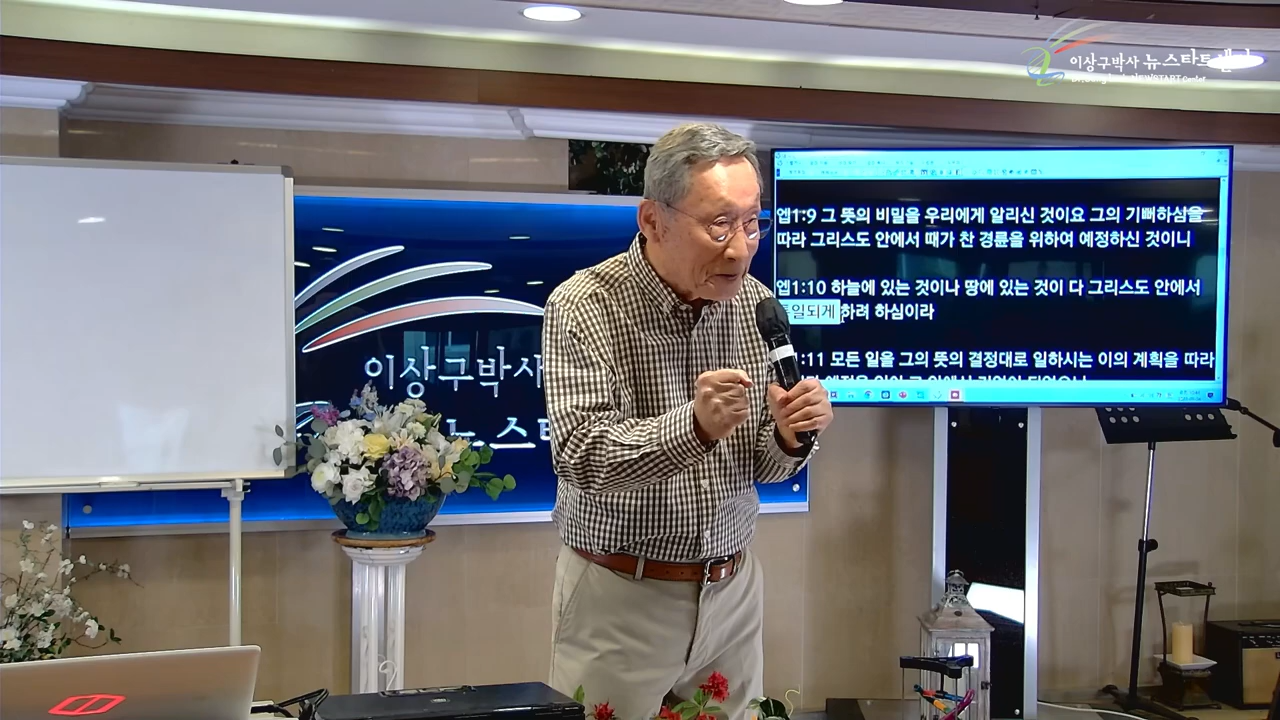 이상구박사 뉴스타트센터
엡1:9 그 뜻의 비밀을 우리에게 알리신 것이요 그의 기뻐하심을
따라 그리스도 안에서 때가 찬 경륜을 위하여 예정하신 것이니
엡1:10 하늘에 있는 것이나 땅에 있는 것이 다 그리스도 안에서
통일되게 하려 하심이라
1:11 모든 일을 그의 뜻의 결정대로 일하시는 이의 계획을 따라
이상구박사
뉴스타